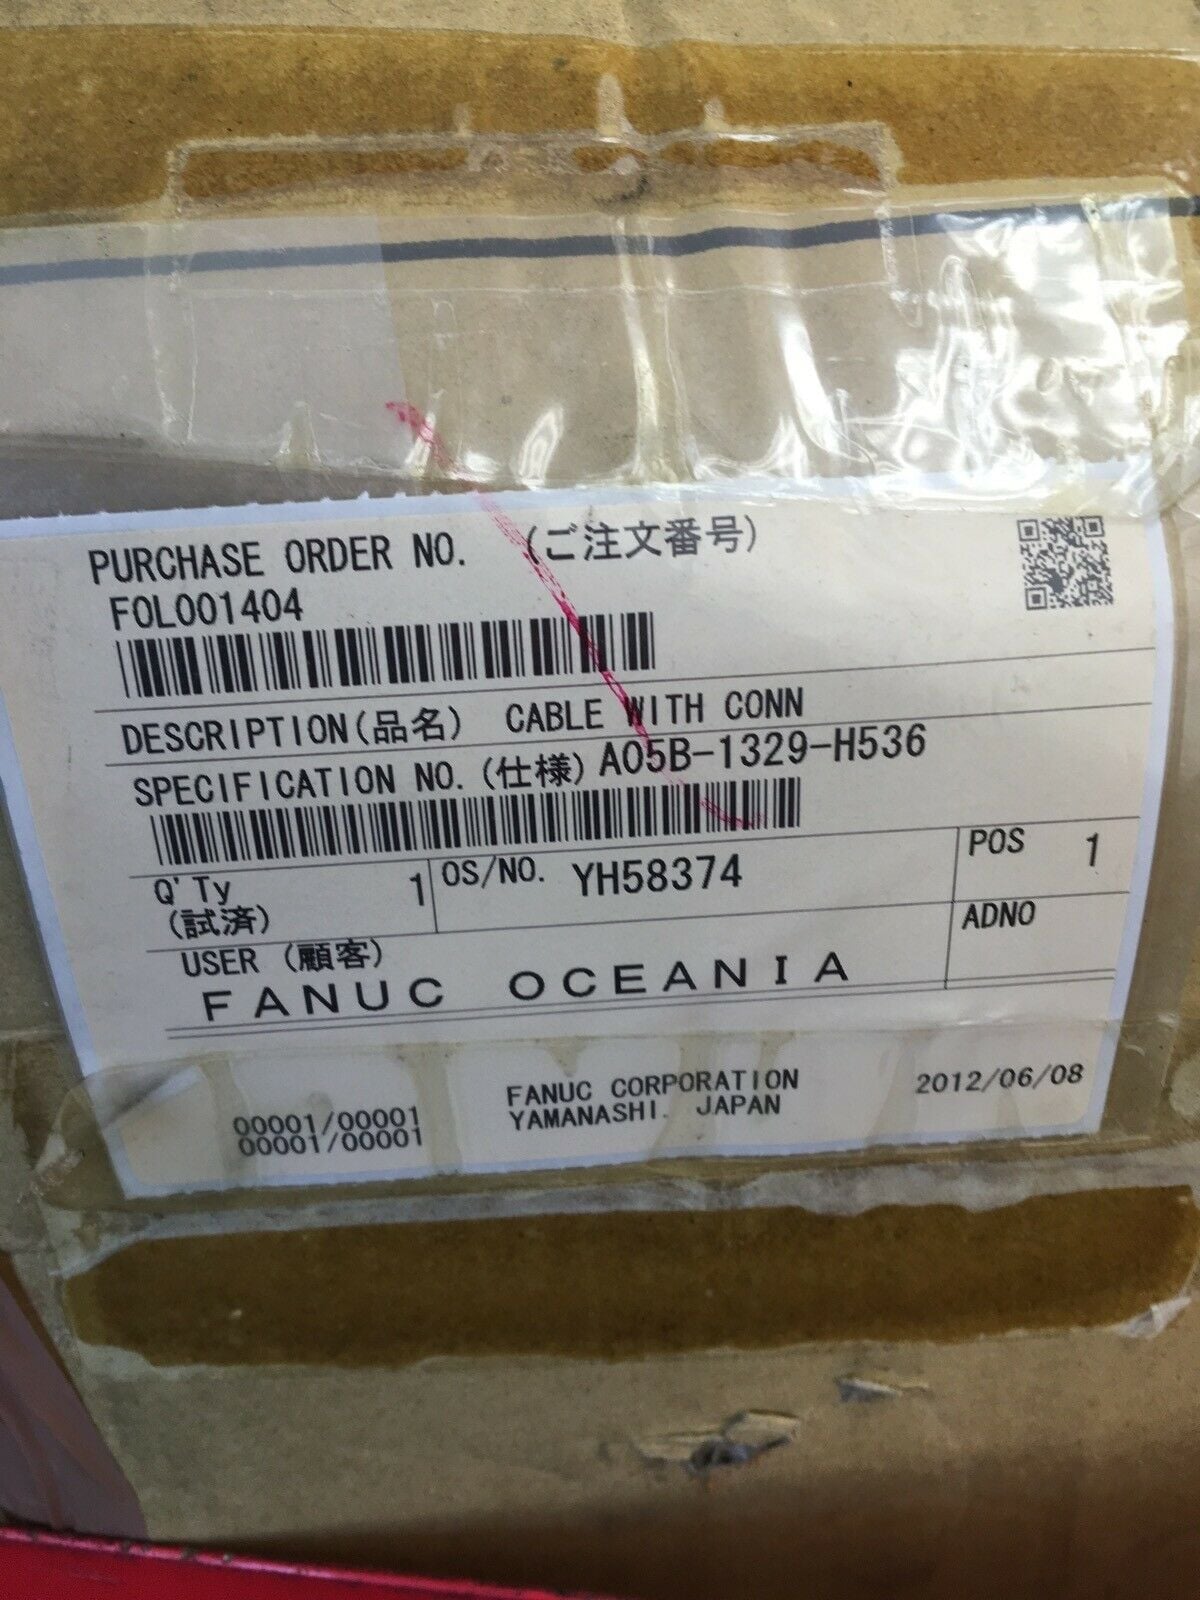 PURCHASE ORDER NO. (ご注文番号)
FOL001404
DESCRIPTION(品名) CABLE WITH CONN
SPECIFICATION NO.(仕様) A05B-1329-H536
Q'Ty 1 OS/NO. YH58374 POS 1
(試済)
USER (顧客) ADNO
FANUC OCEANIA
FANUC CORPORATION 2012/06/08
00001/00001 YAMANASHI. JAPAN
00001/00001